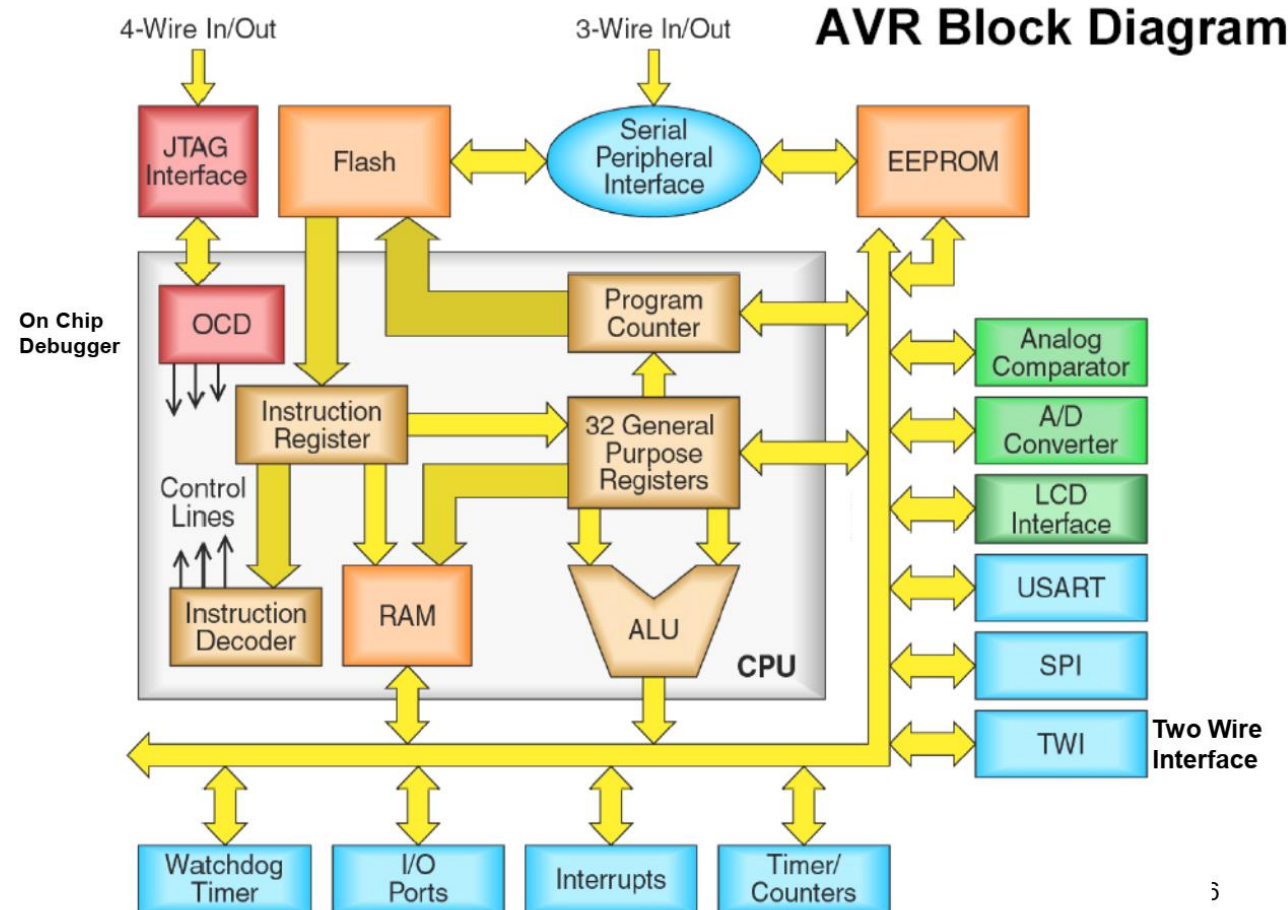 AVR Block Diagram
4-Wire In/Out
3-Wire In/Out
JTAG
Interface
Flash
Serial
Peripheral
Interface
EEPROM
On Chip
Debugger
OCD
Program
Counter
Analog
Comparator
Instruction
Register
32 General
Purpose
Registers
A/D
Converter
Control
Lines
LCD
Interface
Instruction
Decoder
RAM
ALU
CPU
USART
SPI
TWI
Two Wire
Interface
Watchdog
Timer
I/O
Ports
Interrupts
Timer/
Counters